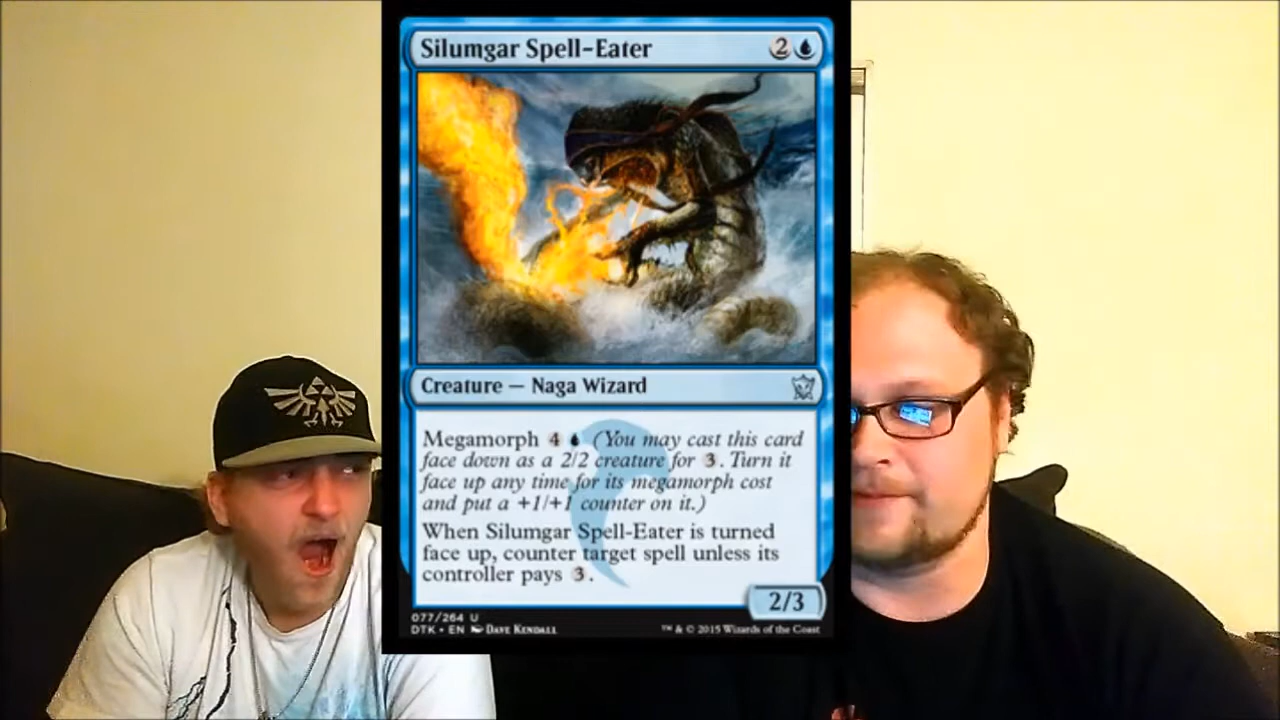 Silumgar Spell-Eater 2
Creature — Naga Wizard
Megamorph 4 (You may cast this card
face down as a 2/2 creature for 3. Turn it
face up any time for its megamorph cost
and put a +1/+1 counter on it.)
When Silumgar Spell-Eater is turned
face up, counter target spell unless its
controller pays 3.
2/3
077/264 U
DTK • EN Dave Kendall
™ & © 2015 Wizards of the Coast